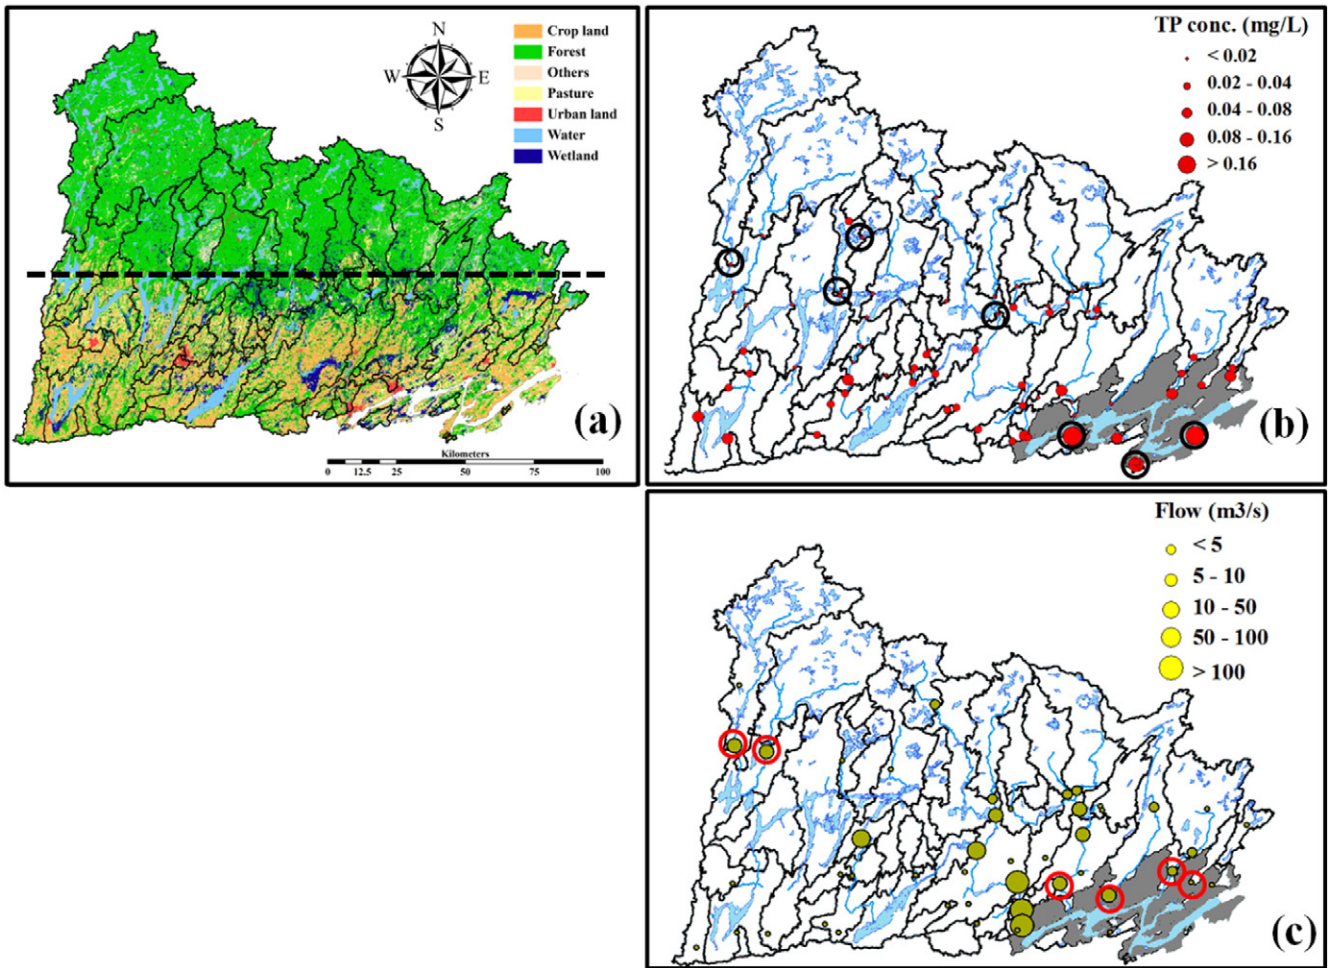 N
W E
S
Crop land
Forest
Others
Pasture
Urban land
Water
Wetland
(a)
Kilometers
0 12.5 25 50 75 100
TP conc. (mg/L)
< 0.02
0.02 - 0.04
0.04 - 0.08
0.08 - 0.16
> 0.16
(b)
Flow (m3/s)
< 5
5 - 10
10 - 50
50 - 100
> 100
(c)